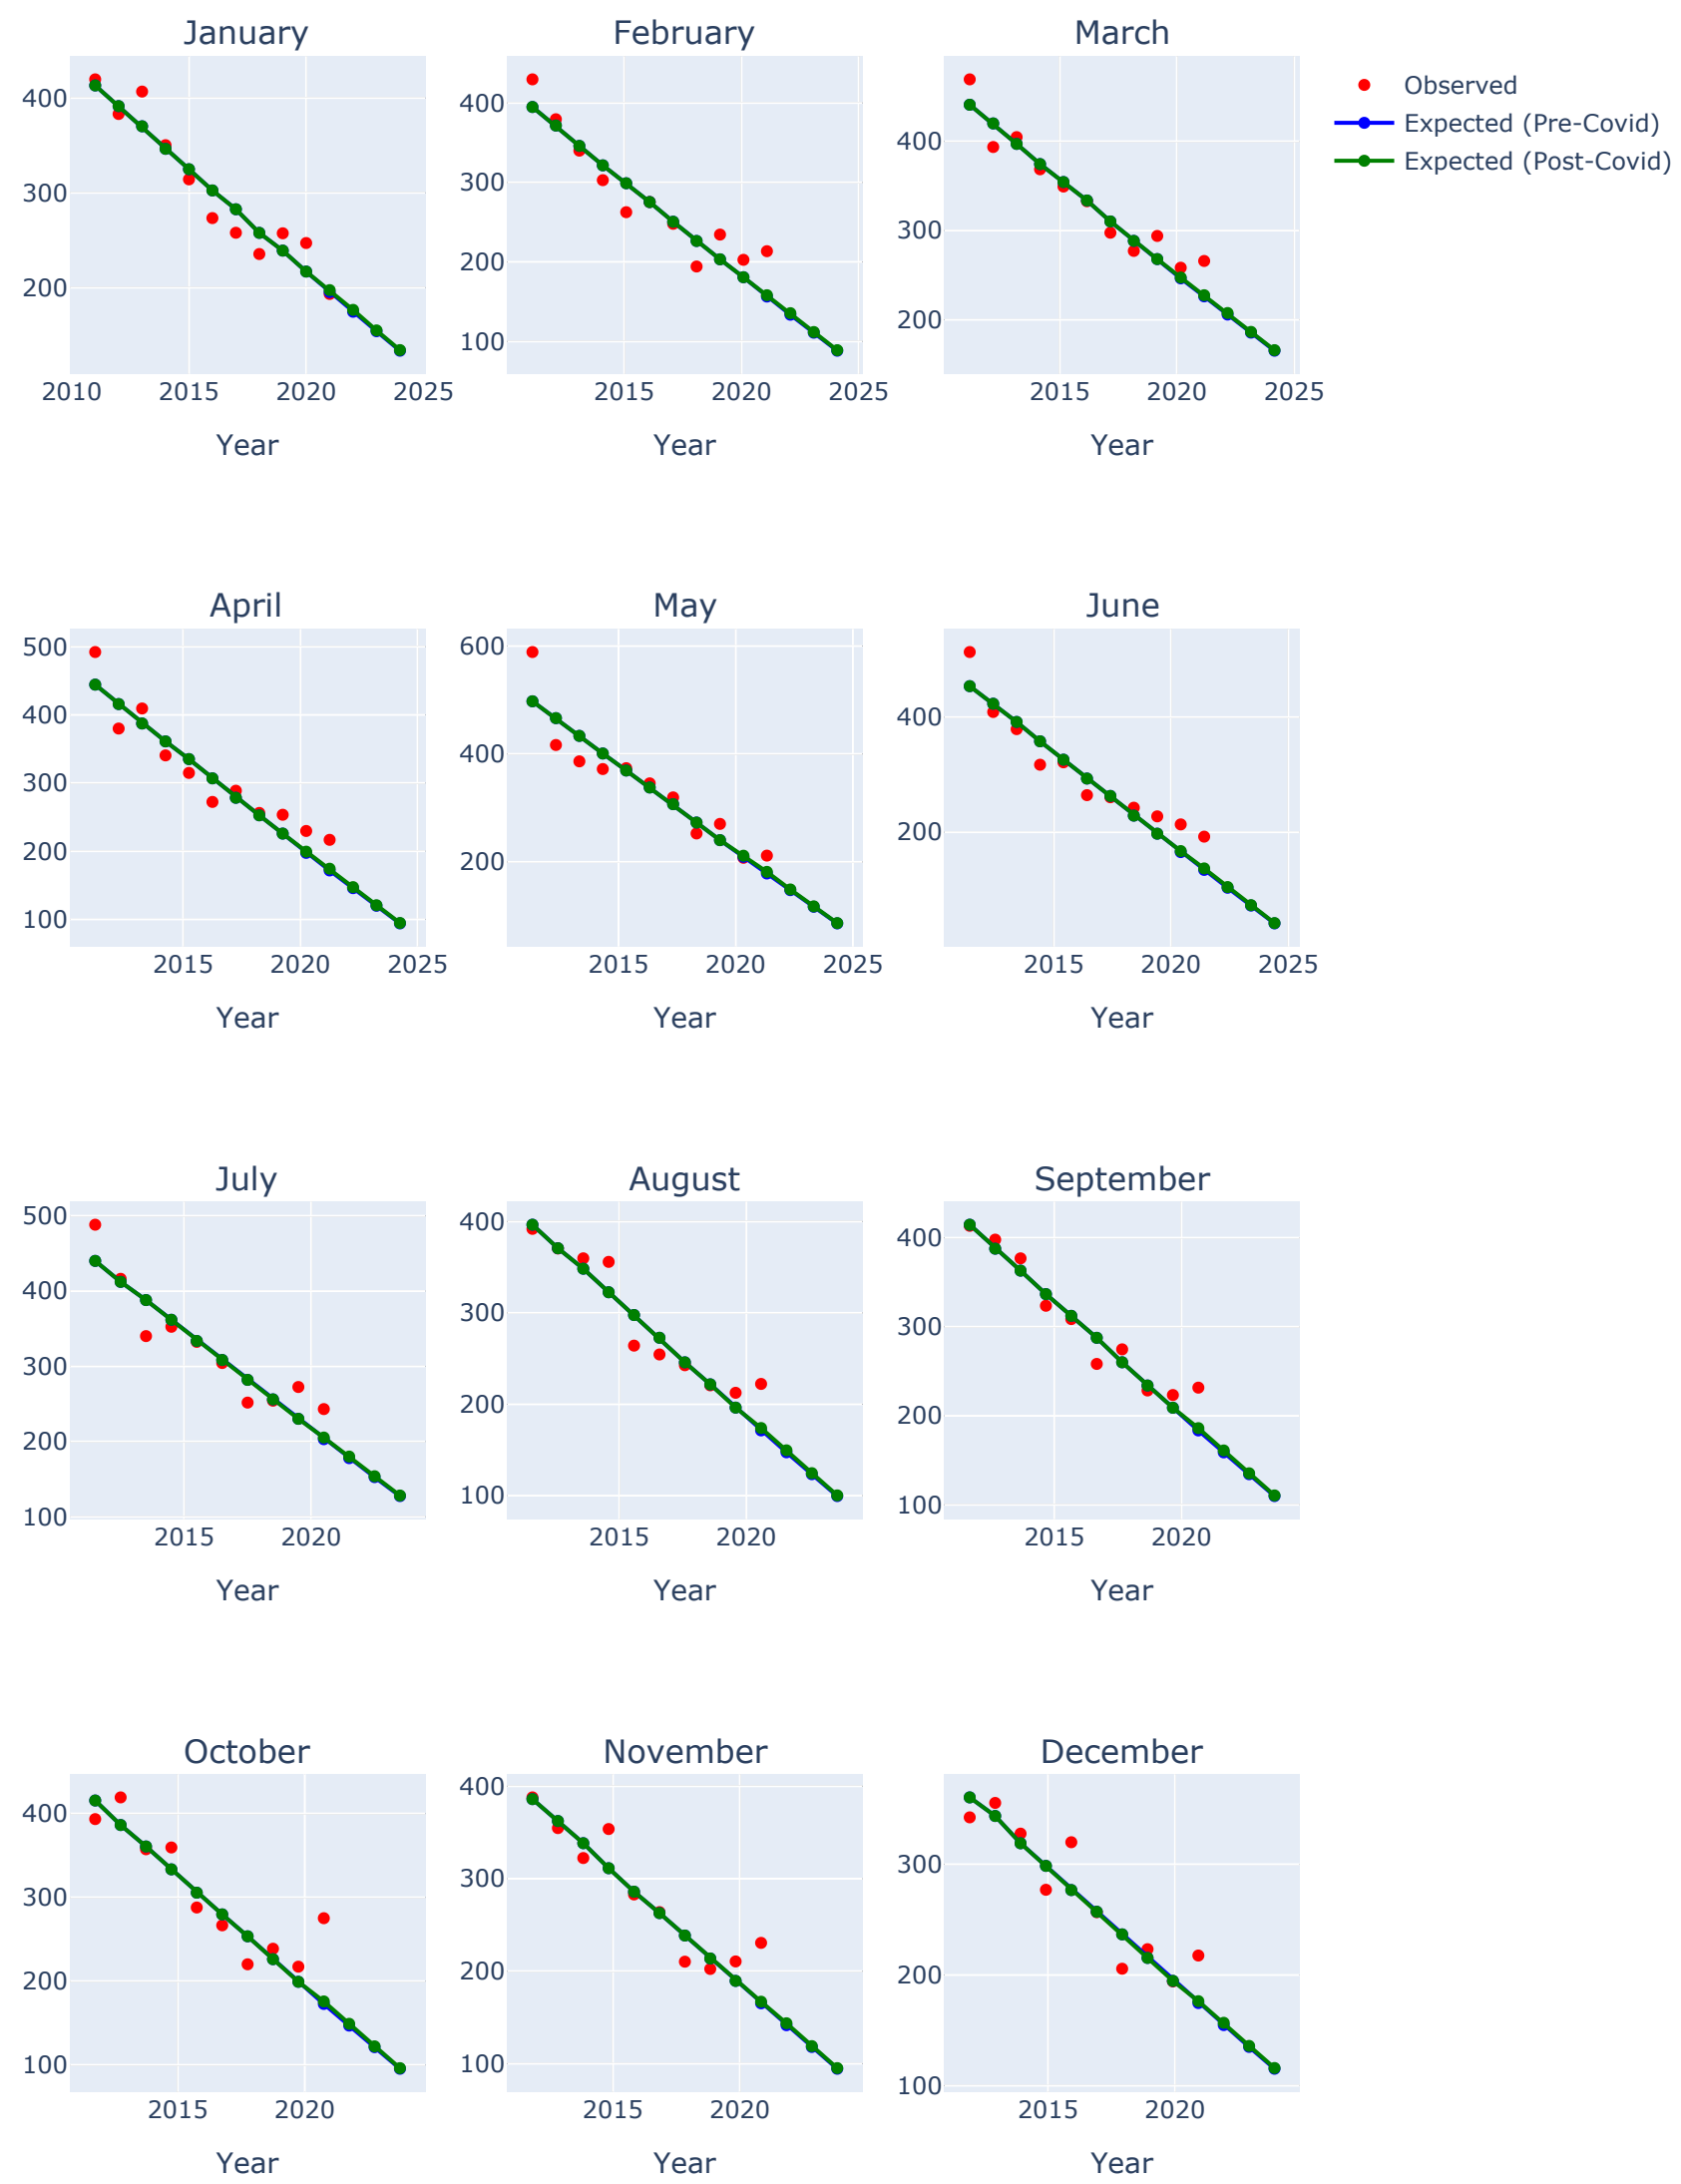 January
February
March
Observed
Expected (Pre-Covid)
Expected (Post-Covid)
400
300
200
2010
2015
2020
2025
Year
400
300
200
100
2015
2020
2025
Year
400
300
200
2015
2020
2025
Year
April
May
June
500
400
300
200
100
2015
2020
2025
Year
600
400
200
2015
2020
2025
Year
400
200
2015
2020
2025
Year
July
August
September
500
400
300
200
100
2015
2020
Year
400
300
200
100
2015
2020
Year
400
300
200
100
2015
2020
Year
October
November
December
400
300
200
100
2015
2020
Year
400
300
200
100
2015
2020
Year
300
200
100
2015
2020
Year